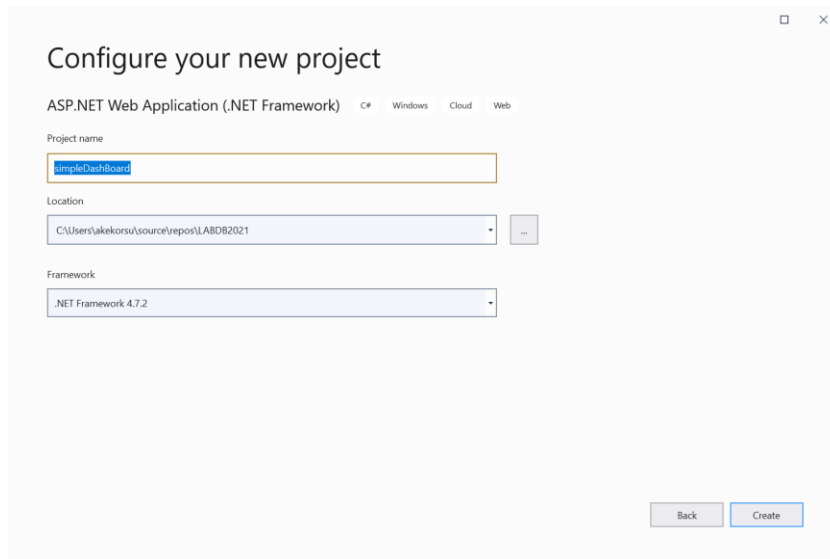 Configure your new project
ASP.NET Web Application (.NET Framework) C# Windows Cloud Web
Project name
simpleDashBoard
Location
C:\Users\akekorsu\source\repos\LABDB2021
...
Framework
.NET Framework 4.7.2
Back Create